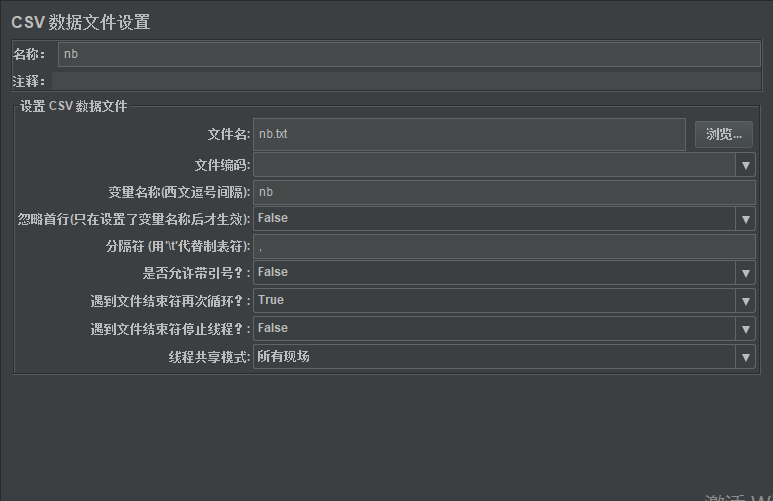 CSV 数据文件设置
名称: nb
注释:
设置 CSV 数据文件
文件名: nb.txt 浏览...
文件编码:
变量名称(西文逗号间隔): nb
忽略首行(只在设置了变量名称后才生效): False
分隔符 (用'\t'代替制表符): ,
是否允许带引号?: False
遇到文件结束符再次循环?: True
遇到文件结束符停止线程?: False
线程共享模式: 所有现场
激活 W